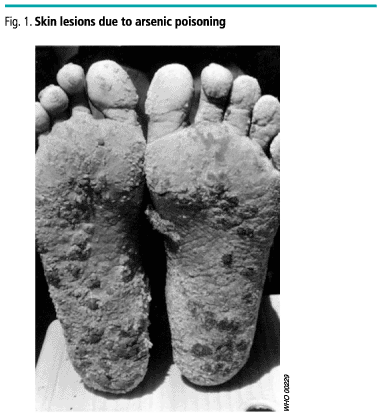 Fig. 1. Skin lesions due to arsenic poisoning
WHO 00229